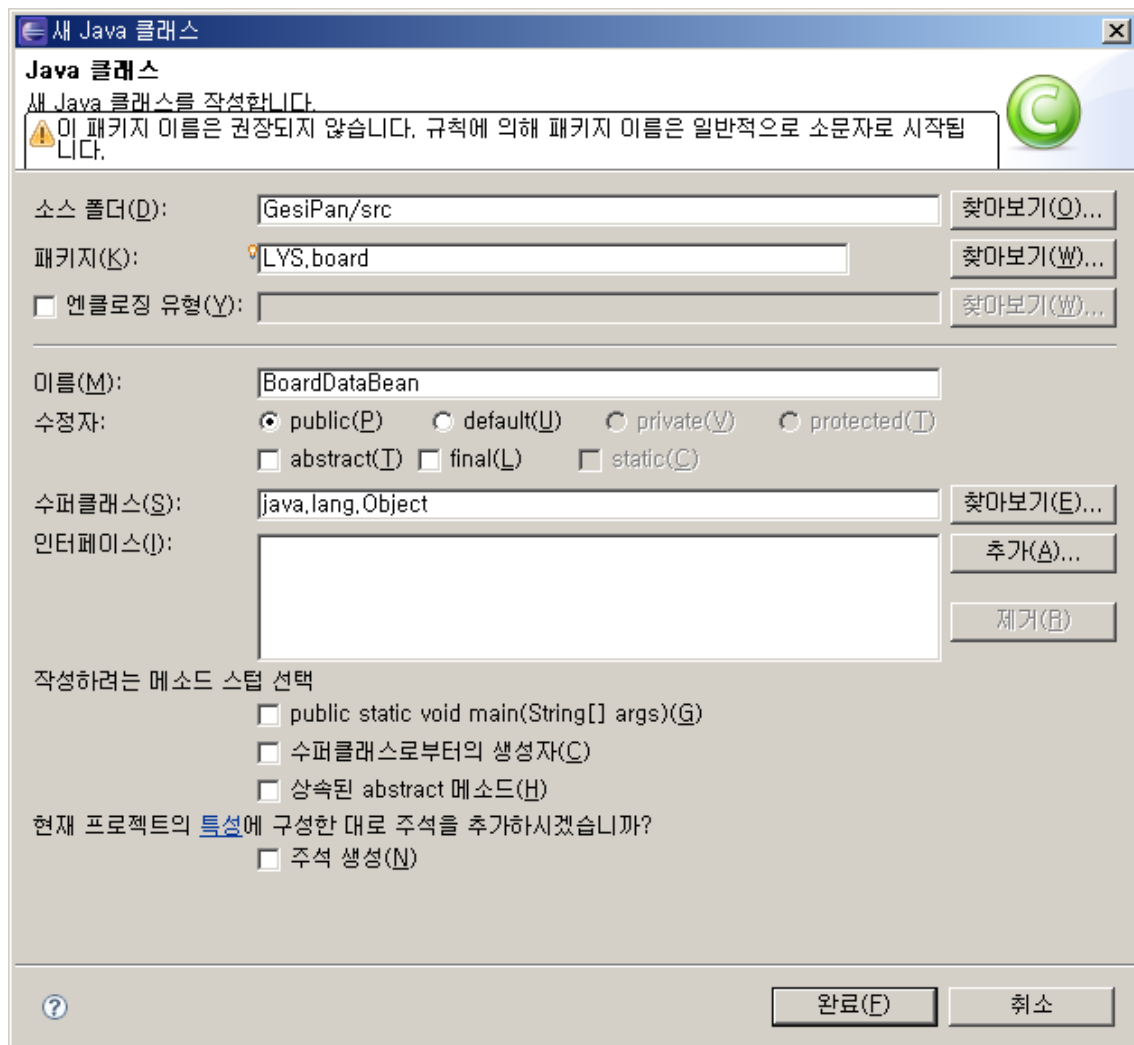 새 Java 클래스
Java 클래스
새 Java 클래스를 작성합니다.
이 패키지 이름은 권장되지 않습니다. 규칙에 의해 패키지 이름은 일반적으로 소문자로 시작됩
니다.
소스 폴더(D): GesiPan/src 찾아보기(O)...
패키지(K): LYS.board 찾아보기(W)...
엔클로징 유형(Y): 찾아보기(W)...
이름(M): BoardDataBean
수정자: public(P) default(U) private(V) protected(T)
abstract(T) final(L) static(C)
수퍼클래스(S): java.lang.Object 찾아보기(E)...
인터페이스(I): 추가(A)...
제거(R)
작성하려는 메소드 스텁 선택
public static void main(String[] args)(G)
수퍼클래스로부터의 생성자(C)
상속된 abstract 메소드(H)
현재 프로젝트의 특성에 구성한 대로 주석을 추가하시겠습니까?
주석 생성(N)
완료(F) 취소